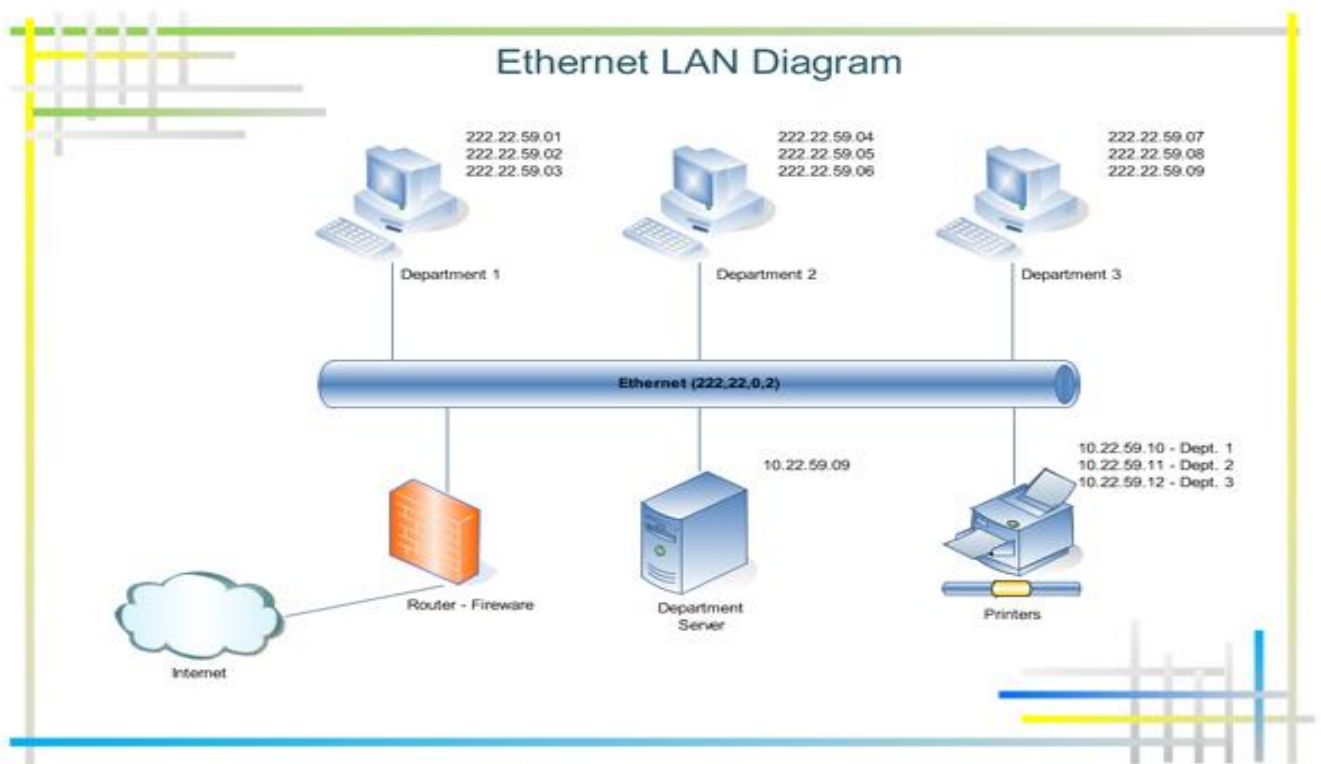 Ethernet LAN Diagram
222.22.59.01
222.22.59.02
222.22.59.03
Department 1
222.22.59.04
222.22.59.05
222.22.59.06
Department 2
222.22.59.07
222.22.59.08
222.22.59.09
Department 3
Ethernet (222,22,0,2)
Router - Fireware
Internet
10.22.59.09
Department
Server
10.22.59.10 - Dept. 1
10.22.59.11 - Dept. 2
10.22.59.12 - Dept. 3
Printers